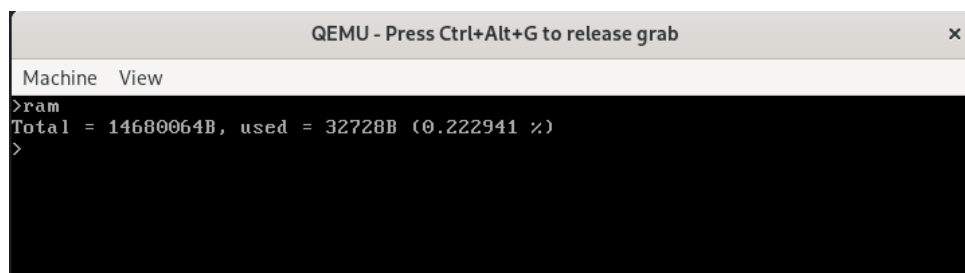 QEMU - Press Ctrl+Alt+G to release grab ×
Machine View
>ram
Total = 14680064B, used = 32728B (0.222941 %)
>